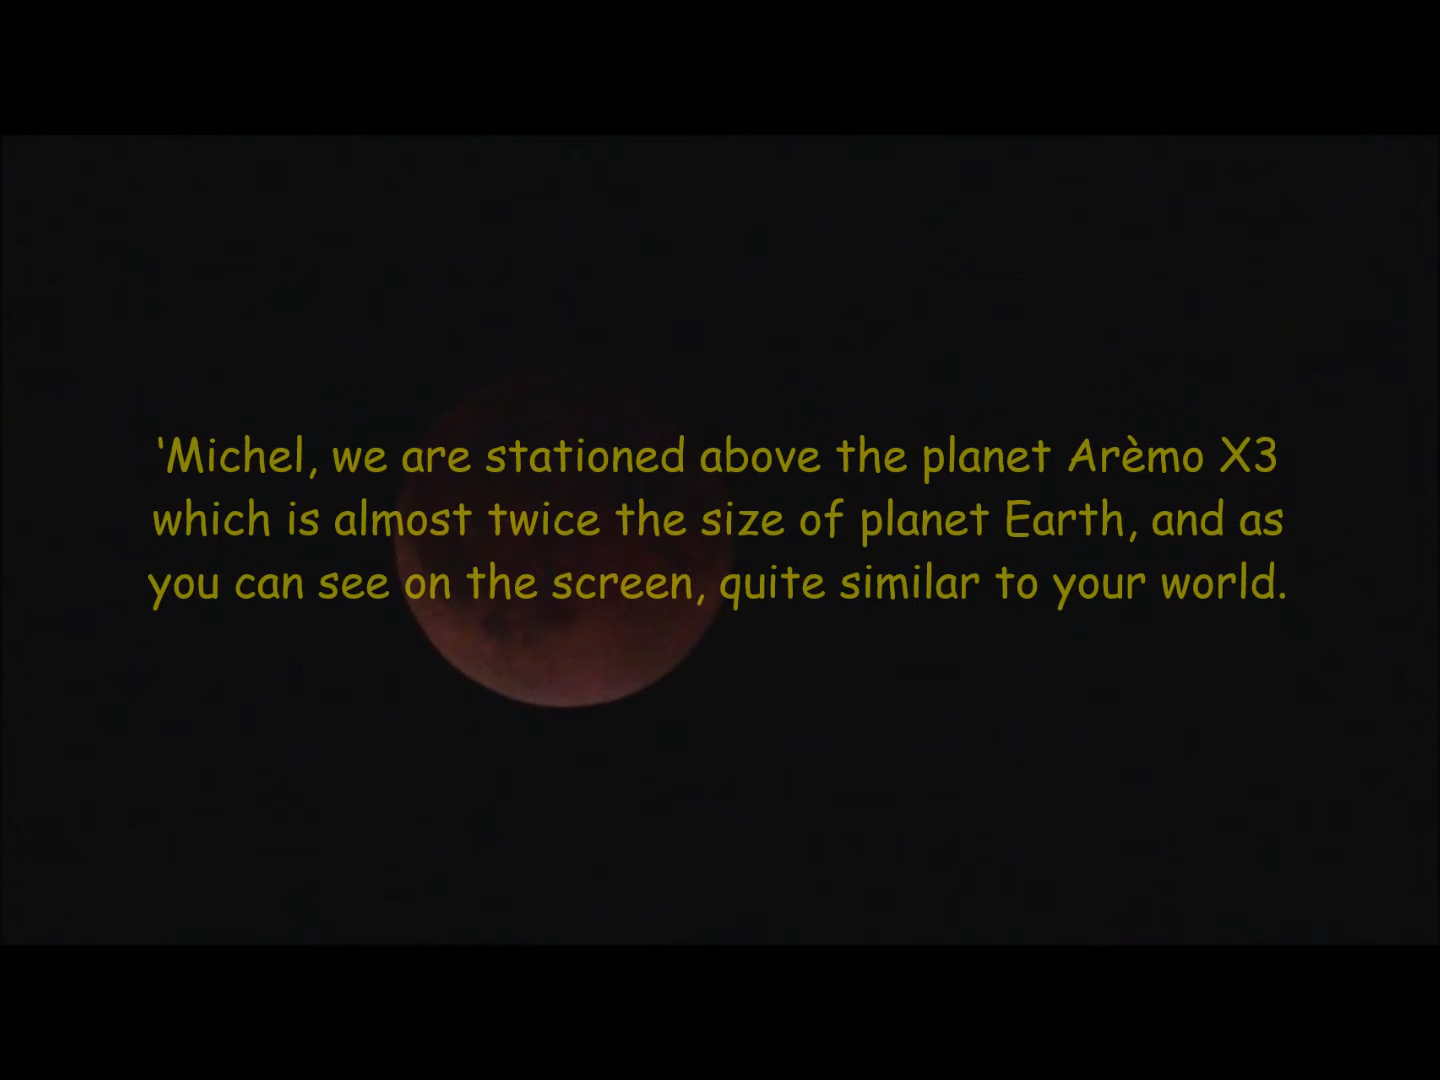 ‘Michel, we are stationed above the planet Arèmo X3
which is almost twice the size of planet Earth, and as
you can see on the screen, quite similar to your world.